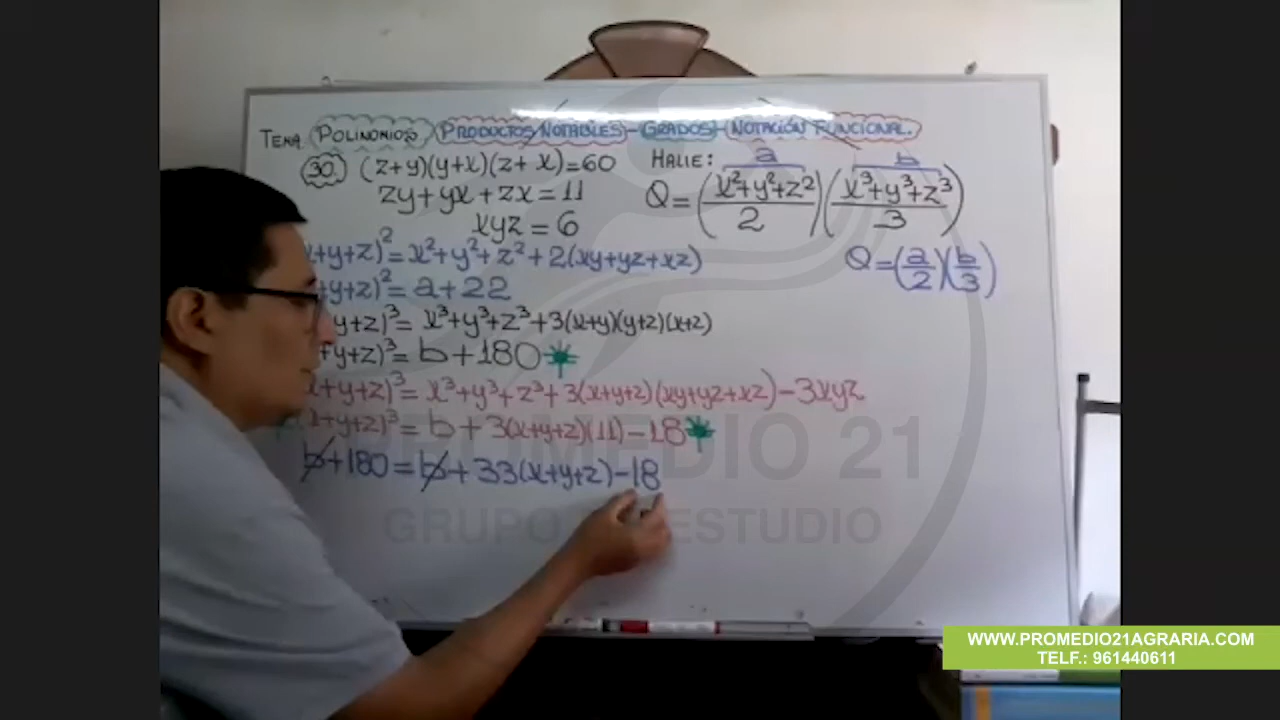 TEMA: POLINOMIOS PRODUCTOS NOTABLES - GRADOS - NOTACIÓN FUNCIONAL.
30. (z+y)(y+x)(z+x)=60
zy+yx+zx=11
xyz=6
HALLE:
a b
Q=((x²+y²+z²)/2)((x³+y³+z³)/3)
Q=(a/2)(b/3)
x+y+z)²=x²+y²+z²+2(xy+yz+xz)
+y+z)²=a+22
y+z)³=x³+y³+z³+3(x+y)(y+z)(x+z)
+y+z)³=b+180
x+y+z)³=x³+y³+z³+3(x+y+z)(xy+yz+xz)-3xyz
x+y+z)³=b+3(x+y+z)(11)-18
b+180=b+33(x+y+z)-18
PROMEDIO 21
GRUPO ESTUDIO
WWW.PROMEDIO21AGRARIA.COM
TELF.: 961440611